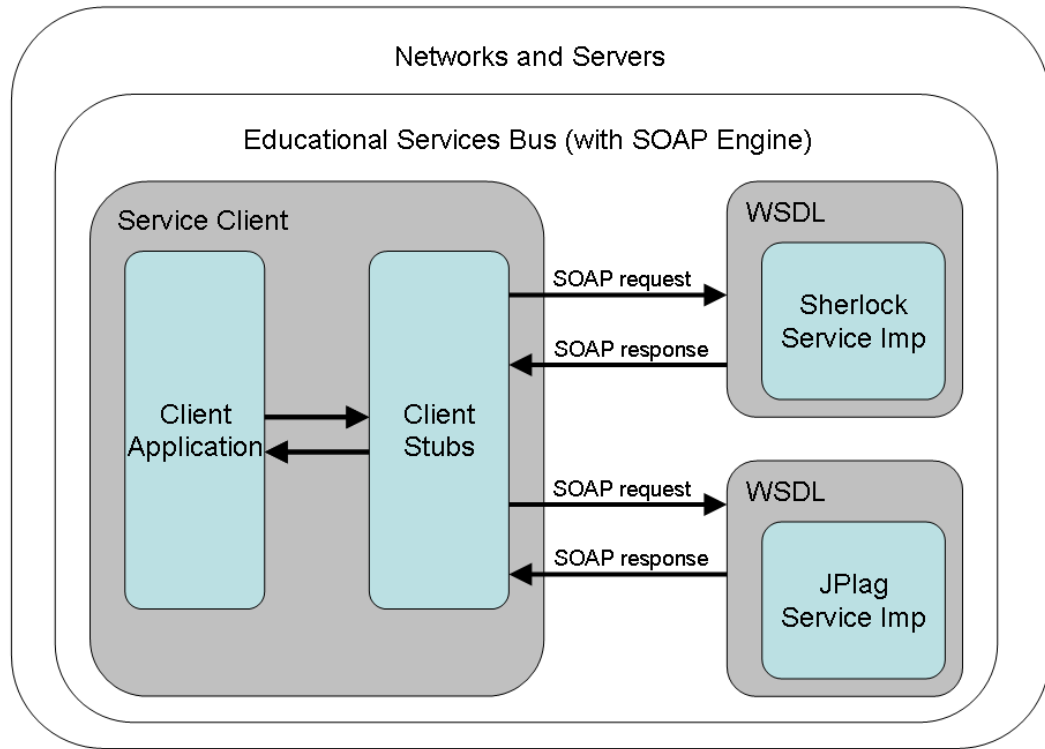 Networks and Servers
Educational Services Bus (with SOAP Engine)
Service Client
Client
Application
Client
Stubs
SOAP request
SOAP response
SOAP request
SOAP response
WSDL
Sherlock
Service Imp
WSDL
JPlag
Service Imp